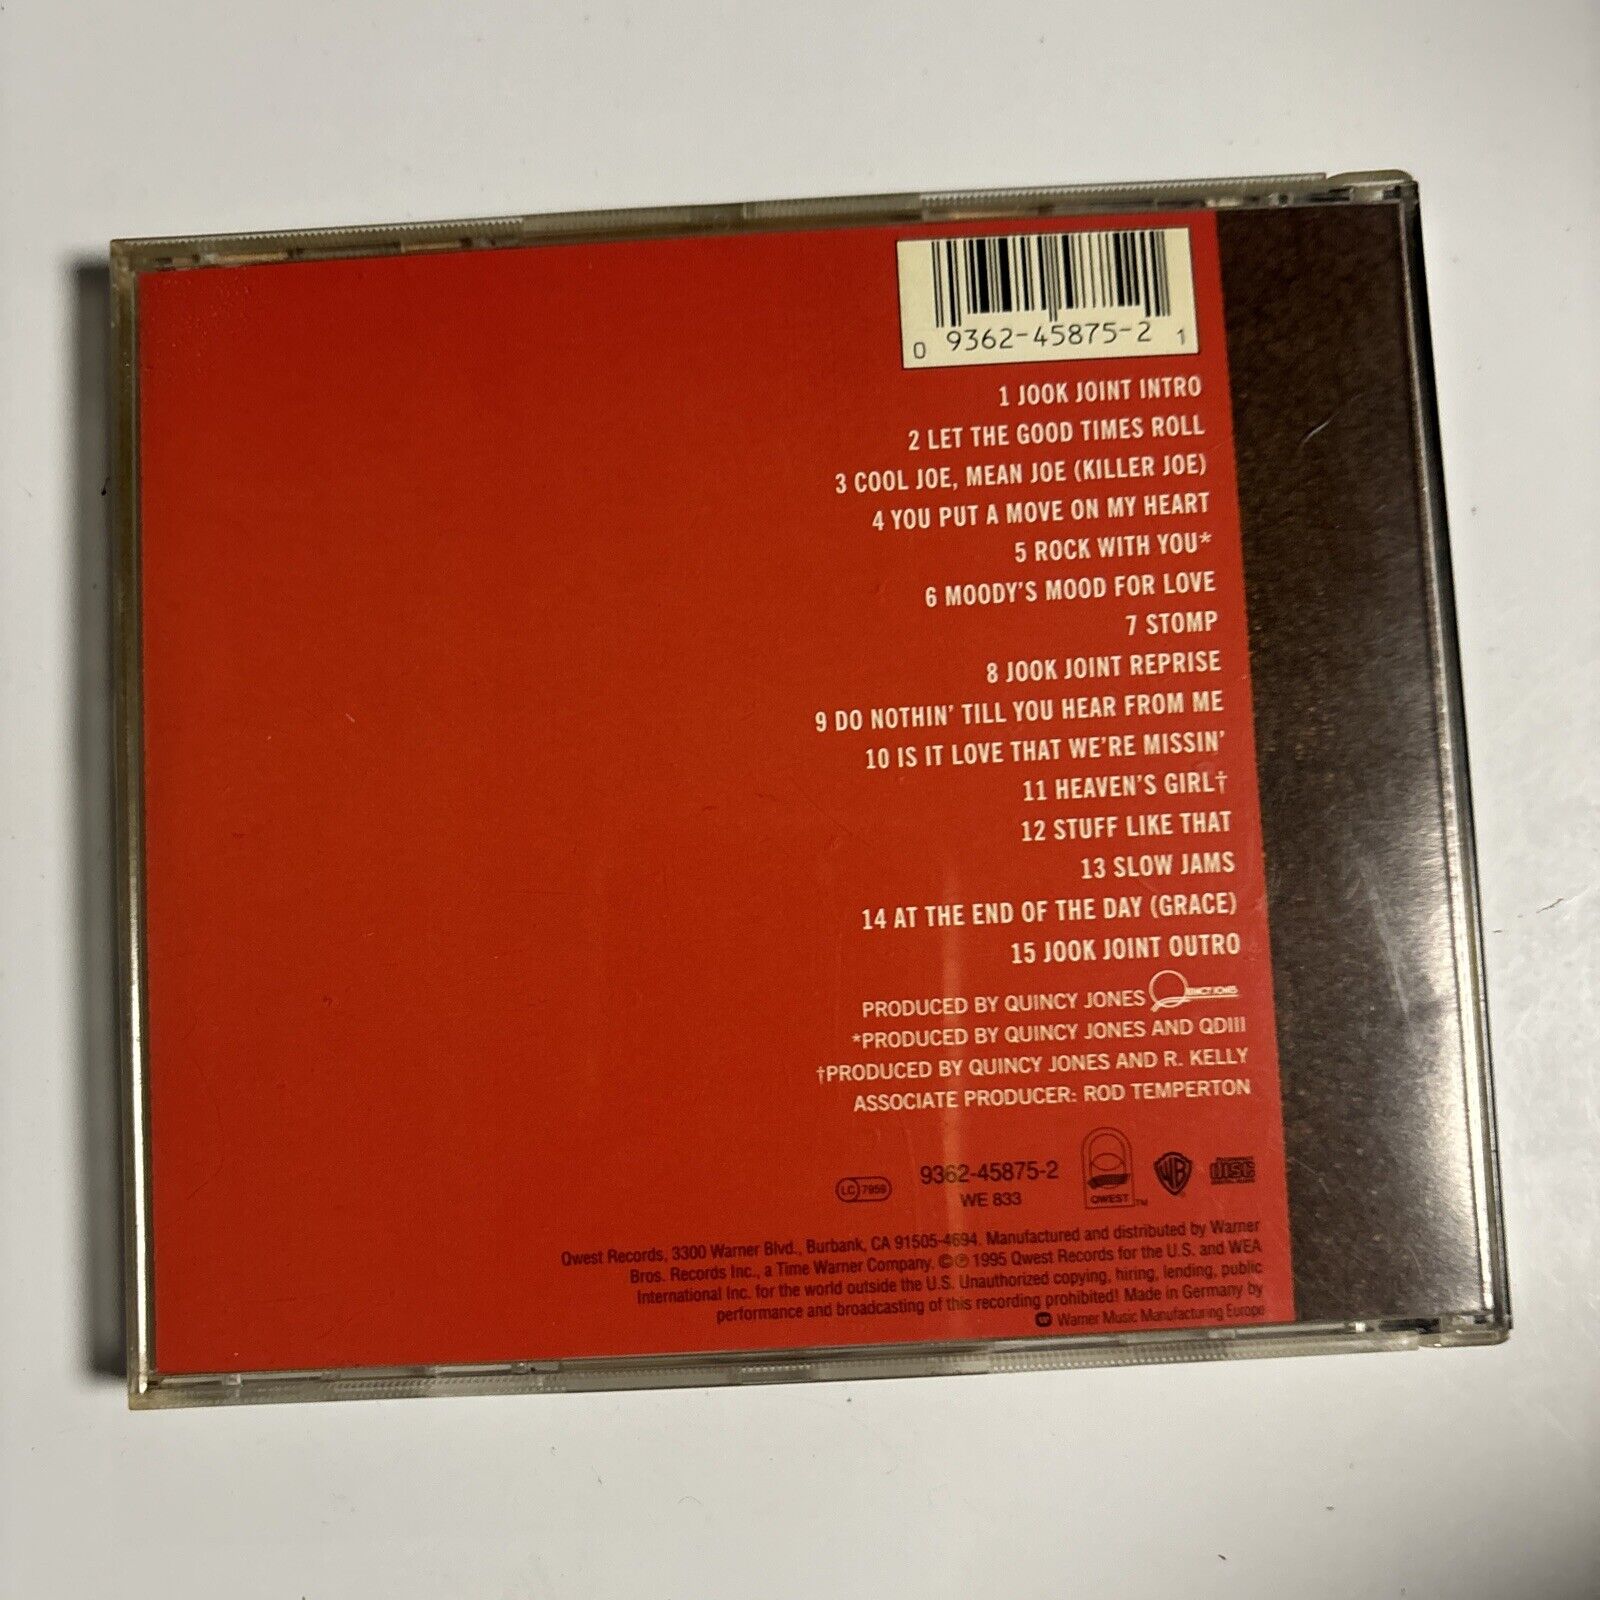 0 9362-45875-2 1
1 JOOK JOINT INTRO
2 LET THE GOOD TIMES ROLL
3 COOL JOE, MEAN JOE (KILLER JOE)
4 YOU PUT A MOVE ON MY HEART
5 ROCK WITH YOU*
6 MOODY'S MOOD FOR LOVE
7 STOMP
8 JOOK JOINT REPRISE
9 DO NOTHIN' TILL YOU HEAR FROM ME
10 IS IT LOVE THAT WE'RE MISSIN'
11 HEAVEN'S GIRL†
12 STUFF LIKE THAT
13 SLOW JAMS
14 AT THE END OF THE DAY (GRACE)
15 JOOK JOINT OUTRO
PRODUCED BY QUINCY JONES QUINCY JONES
*PRODUCED BY QUINCY JONES AND QDIII
†PRODUCED BY QUINCY JONES AND R. KELLY
ASSOCIATE PRODUCER: ROD TEMPERTON
LC 7959
9362-45875-2
WE 833
QWEST ™
WB
DISC
Qwest Records, 3300 Warner Blvd., Burbank, CA 91505-4694. Manufactured and distributed by Warner
Bros. Records Inc., a Time Warner Company. ©℗ 1995 Qwest Records for the U.S. and WEA
International Inc. for the world outside the U.S. Unauthorized copying, hiring, lending, public
performance and broadcasting of this recording prohibited! Made in Germany by
Warner Music Manufacturing Europe